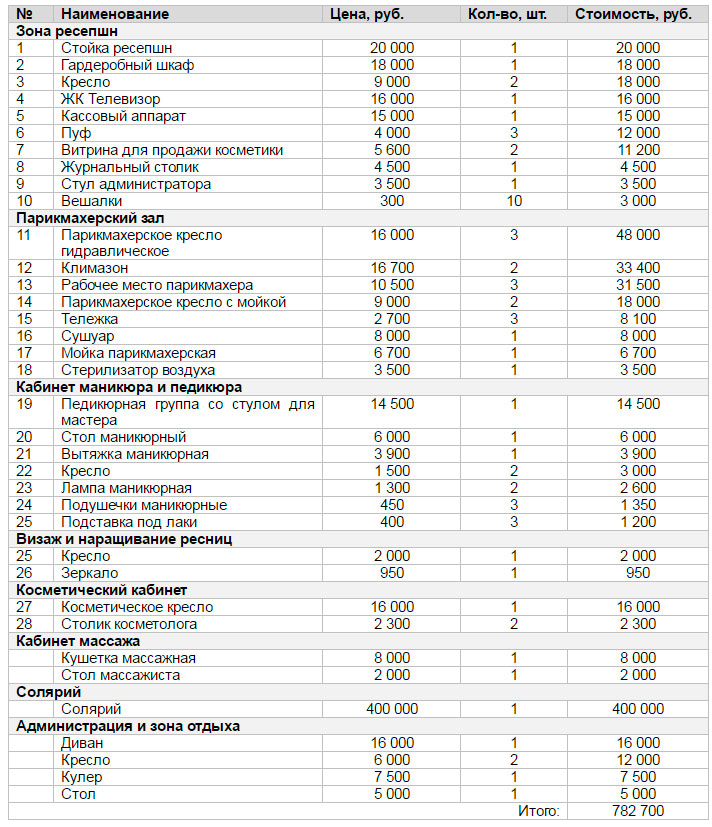 № Наименование Цена, руб. Кол-во, шт. Стоимость, руб.
Зона ресепшн
1 Стойка ресепшн 20 000 1 20 000
2 Гардеробный шкаф 18 000 1 18 000
3 Кресло 9 000 2 18 000
4 ЖК Телевизор 16 000 1 16 000
5 Кассовый аппарат 15 000 1 15 000
6 Пуф 4 000 3 12 000
7 Витрина для продажи косметики 5 600 2 11 200
8 Журнальный столик 4 500 1 4 500
9 Стул администратора 3 500 1 3 500
10 Вешалки 300 10 3 000
Парикмахерский зал
11 Парикмахерское кресло 16 000 3 48 000
гидравлическое
12 Климазон 16 700 2 33 400
13 Рабочее место парикмахера 10 500 3 31 500
14 Парикмахерское кресло с мойкой 9 000 2 18 000
15 Тележка 2 700 3 8 100
16 Сушуар 8 000 1 8 000
17 Мойка парикмахерская 6 700 1 6 700
18 Стерилизатор воздуха 3 500 1 3 500
Кабинет маникюра и педикюра
19 Педикюрная группа со стулом для 14 500 1 14 500
мастера
20 Стол маникюрный 6 000 1 6 000
21 Вытяжка маникюрная 3 900 1 3 900
22 Кресло 1 500 2 3 000
23 Лампа маникюрная 1 300 2 2 600
24 Подушечки маникюрные 450 3 1 350
25 Подставка под лаки 400 3 1 200
Визаж и наращивание ресниц
25 Кресло 2 000 1 2 000
26 Зеркало 950 1 950
Косметический кабинет
27 Косметическое кресло 16 000 1 16 000
28 Столик косметолога 2 300 2 2 300
Кабинет массажа
Кушетка массажная 8 000 1 8 000
Стол массажиста 2 000 1 2 000
Солярий
Солярий 400 000 1 400 000
Администрация и зона отдыха
Диван 16 000 1 16 000
Кресло 6 000 2 12 000
Кулер 7 500 1 7 500
Стол 5 000 1 5 000
Итого: 782 700